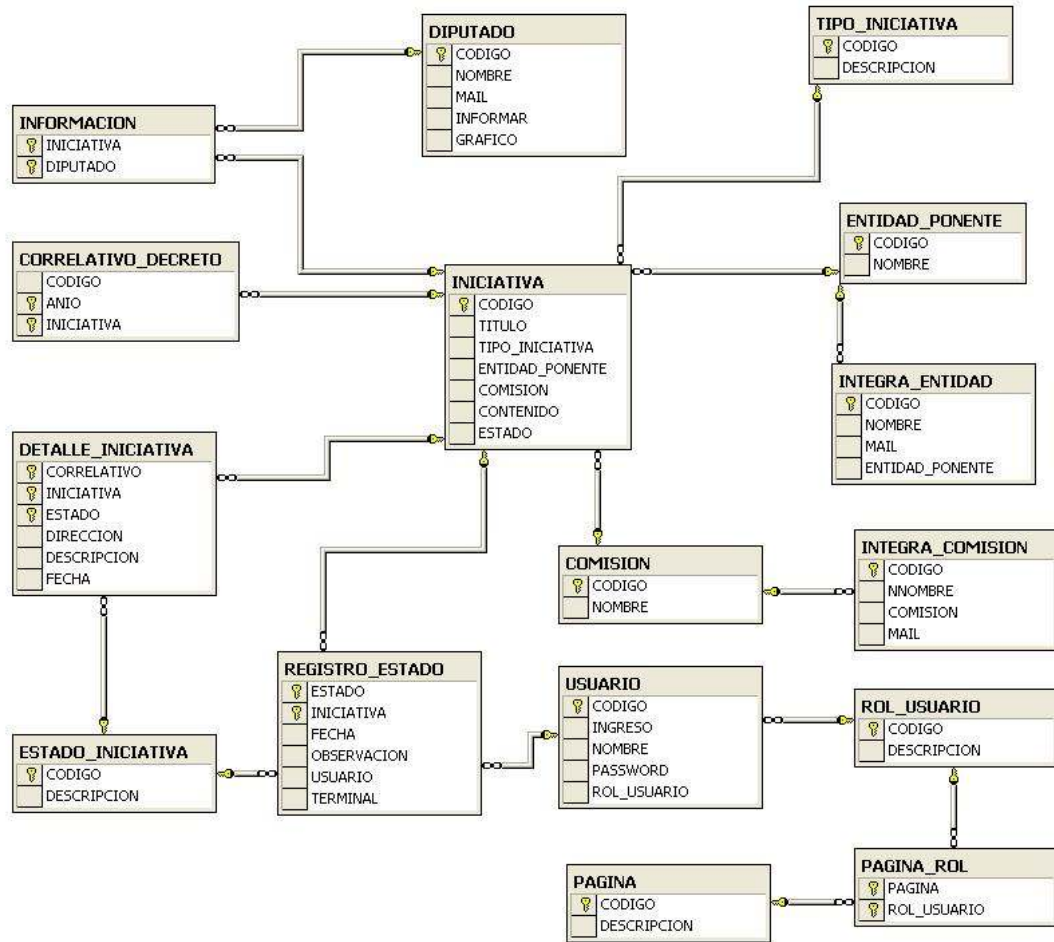 DIPUTADO
CODIGO
NOMBRE
MAIL
INFORMAR
GRAFICO
TIPO_INICIATIVA
CODIGO
DESCRIPCION
INFORMACION
INICIATIVA
DIPUTADO
ENTIDAD_PONENTE
CODIGO
NOMBRE
CORRELATIVO_DECRETO
CODIGO
ANIO
INICIATIVA
INICIATIVA
CODIGO
TITULO
TIPO_INICIATIVA
ENTIDAD_PONENTE
COMISION
CONTENIDO
ESTADO
INTEGRA_ENTIDAD
CODIGO
NOMBRE
MAIL
ENTIDAD_PONENTE
DETALLE_INICIATIVA
CORRELATIVO
INICIATIVA
ESTADO
DIRECCION
DESCRIPCION
FECHA
COMISION
CODIGO
NOMBRE
INTEGRA_COMISION
CODIGO
NNOMBRE
COMISION
MAIL
REGISTRO_ESTADO
ESTADO
INICIATIVA
FECHA
OBSERVACION
USUARIO
TERMINAL
USUARIO
CODIGO
INGRESO
NOMBRE
PASSWORD
ROL_USUARIO
ROL_USUARIO
CODIGO
DESCRIPCION
ESTADO_INICIATIVA
CODIGO
DESCRIPCION
PAGINA
CODIGO
DESCRIPCION
PAGINA_ROL
PAGINA
ROL_USUARIO